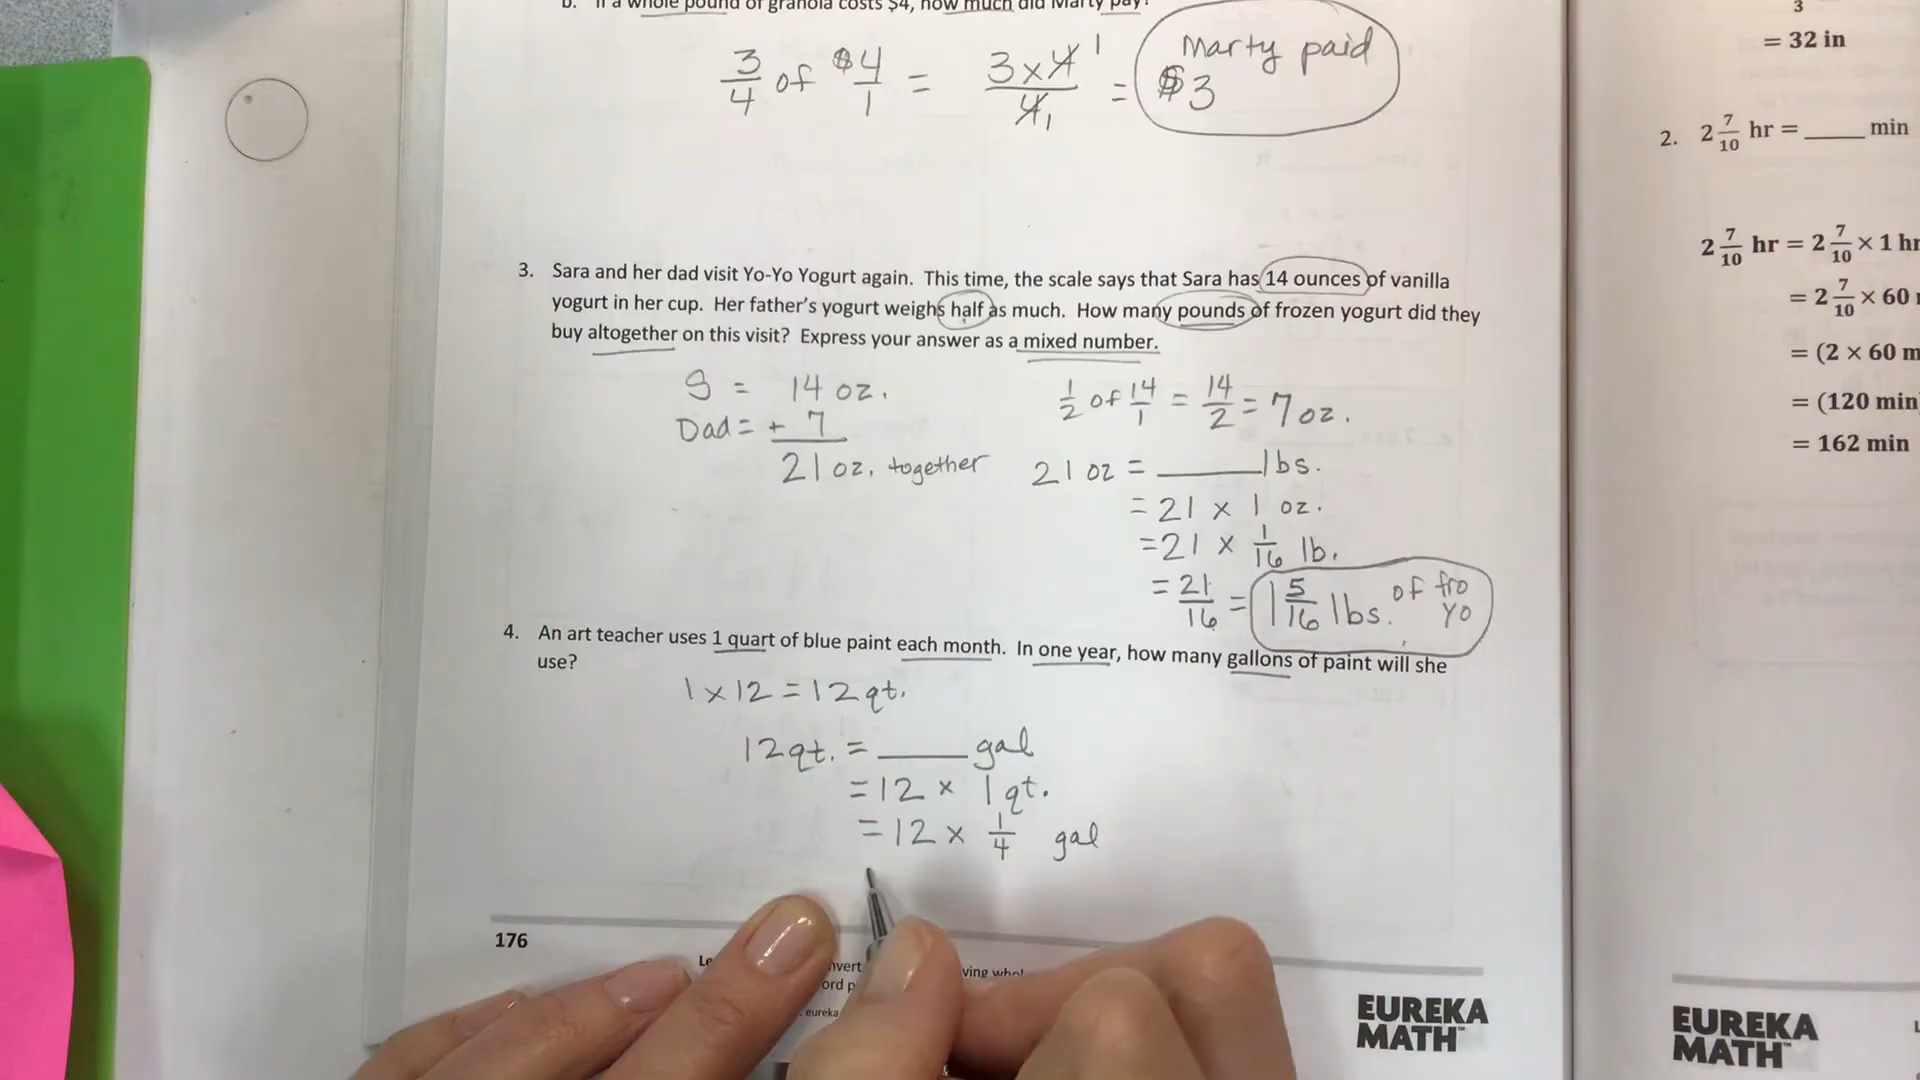 b. If a whole pound of granola costs $4, how much did Marty pay?
3/4 of $4/1 = 3 x 4 1 / 4 1 = Marty paid
$3
3. Sara and her dad visit Yo-Yo Yogurt again. This time, the scale says that Sara has 14 ounces of vanilla
yogurt in her cup. Her father's yogurt weighs half as much. How many pounds of frozen yogurt did they
buy altogether on this visit? Express your answer as a mixed number.
S = 14 oz.
Dad = + 7
21 oz. together
1/2 of 14/1 = 14/2 = 7 oz.
21 oz = ____ lbs.
= 21 x 1 oz.
= 21 x 1/16 lb.
= 21/16 = 1 5/16 lbs. of fro
yo
4. An art teacher uses 1 quart of blue paint each month. In one year, how many gallons of paint will she
use?
1 x 12 = 12 qt.
12 qt. = ____ gal
= 12 x 1 qt.
= 12 x 1/4 gal
176
EUREKA
MATH™
3
= 32 in
2. 2 7/10 hr = ____ min
2 7/10 hr = 2 7/10 × 1 hr
= 2 7/10 × 60
= (2 × 60 m
= (120 min
= 162 min
EUREKA
MATH™